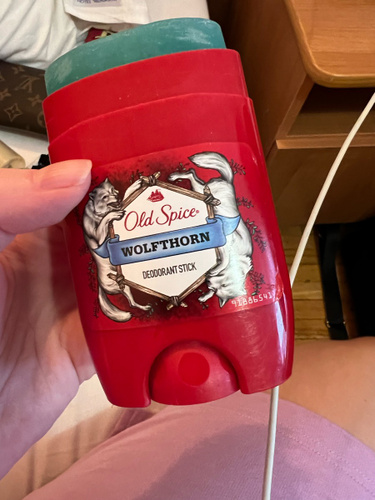 Old Spice®
WOLFTHORN
DEODORANT STICK